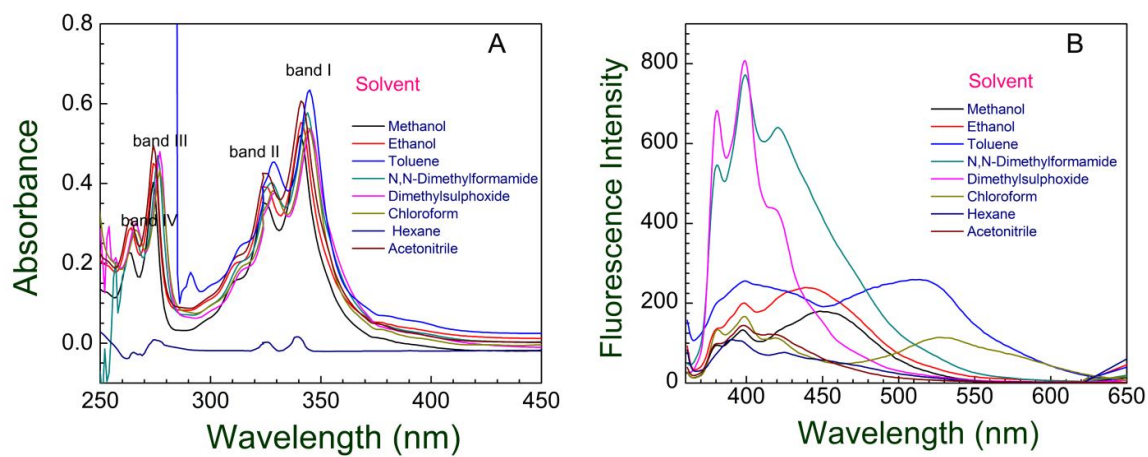 0.8
0.6
0.4
0.2
0.0
Absorbance
A
band I
band III
band II
band IV
Solvent
Methanol
Ethanol
Toluene
N,N-Dimethylformamide
Dimethylsulphoxide
Chloroform
Hexane
Acetonitrile
250 300 350 400 450
Wavelength (nm)
800
600
400
200
0
Fluorescence Intensity
B
Solvent
Methanol
Ethanol
Toluene
N,N-Dimethylformamide
Dimethylsulphoxide
Chloroform
Hexane
Acetonitrile
400 450 500 550 600 650
Wavelength (nm)